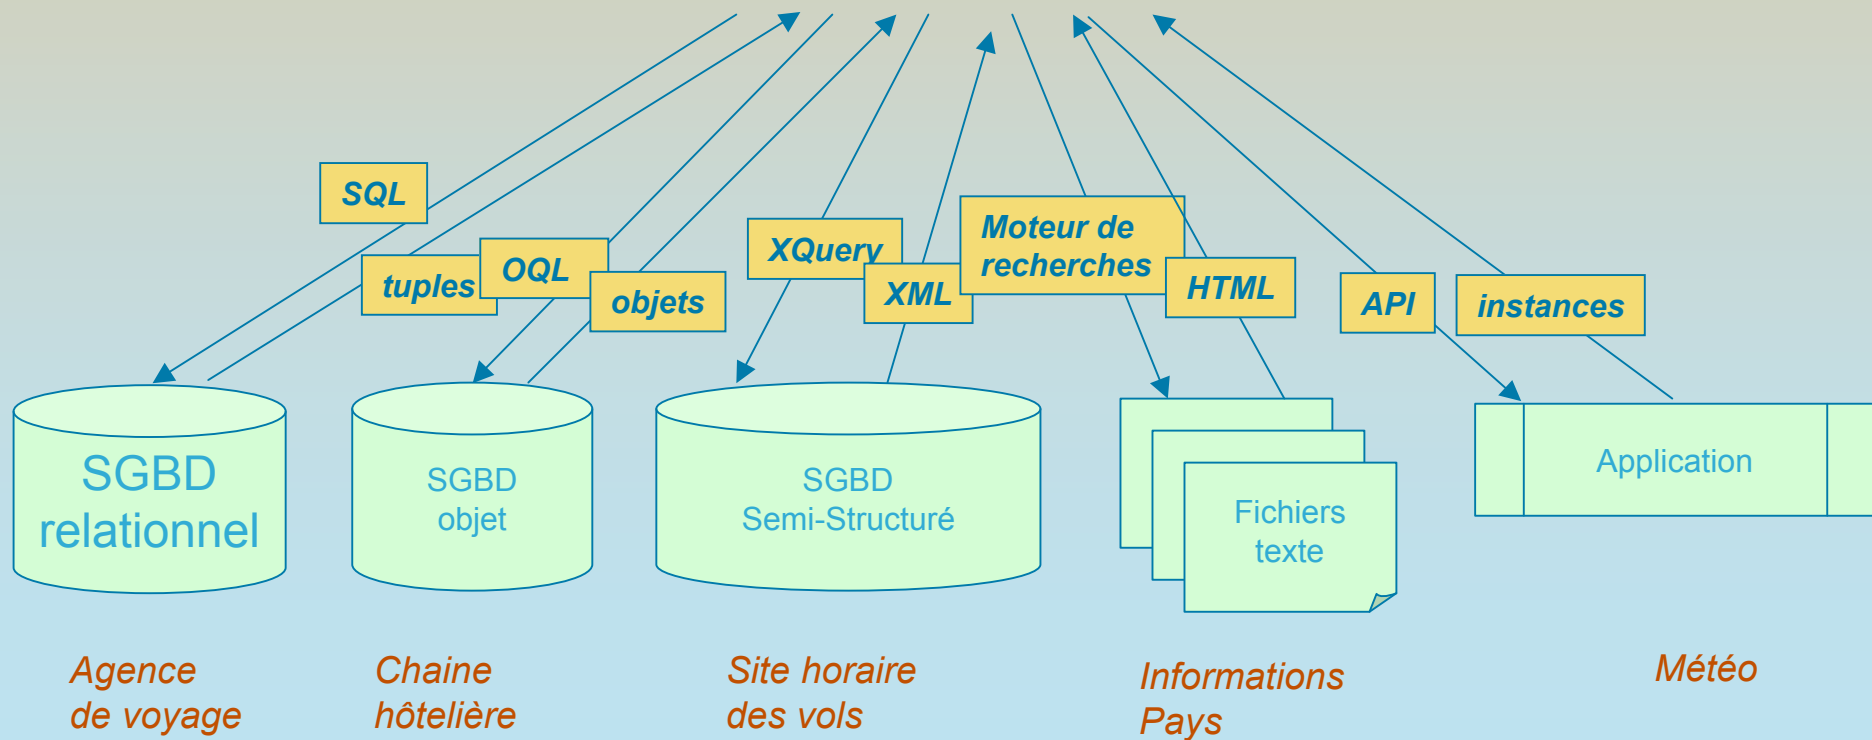 SQL
tuples
OQL
objets
XQuery
XML
Moteur de
recherches
HTML
API
instances
SGBD
relationnel
SGBD
objet
SGBD
Semi-Structuré
Fichiers
texte
Application
Agence
de voyage
Chaine
hôtelière
Site horaire
des vols
Informations
Pays
Météo